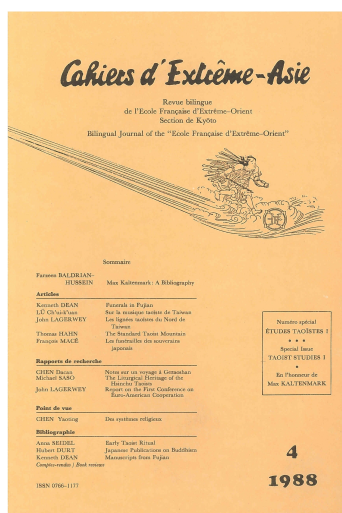 Cahiers d'Extrême-Asie
Revue bilingue
de l'Ecole Française d'Extrême-Orient
Section de Kyōto
Bilingual Journal of the "Ecole Française d'Extrême-Orient"
Sommaire
Farzeen BALDRIAN-
HUSSEIN Max Kaltenmark: A Bibliography
Articles
Kenneth DEAN Funerals in Fujian
LÜ Ch'uick'uan Sur la musique taoïste de Taiwan
John LAGERWEY Les lignées taoïstes du Nord de
Taiwan
Thomas HAHN The Standard Taoist Mountain
François MACÉ Les funérailles des souverains
japonais
Rapports de recherche
CHEN Dacan Notes sur un voyage à Gezaoshan
Michael SASO The Liturgical Heritage of the
Hsinchu Taoists
John LAGERWEY Report on the First Conference on
Euro-American Cooperation
Point de vue
CHEN Yaoting Des systèmes religieux
Bibliographie
Anna SEIDEL Early Taoist Ritual
Hubert DURT Japanese Publications on Buddhism
Kenneth DEAN Manuscripts from Fujian
Comptes-rendus / Book reviews
ISSN 0766-1177
Numéro spécial
ÉTUDES TAOÏSTES I
Special Issue
TAOIST STUDIES I
En l'honneur de
Max KALTENMARK
4
1988